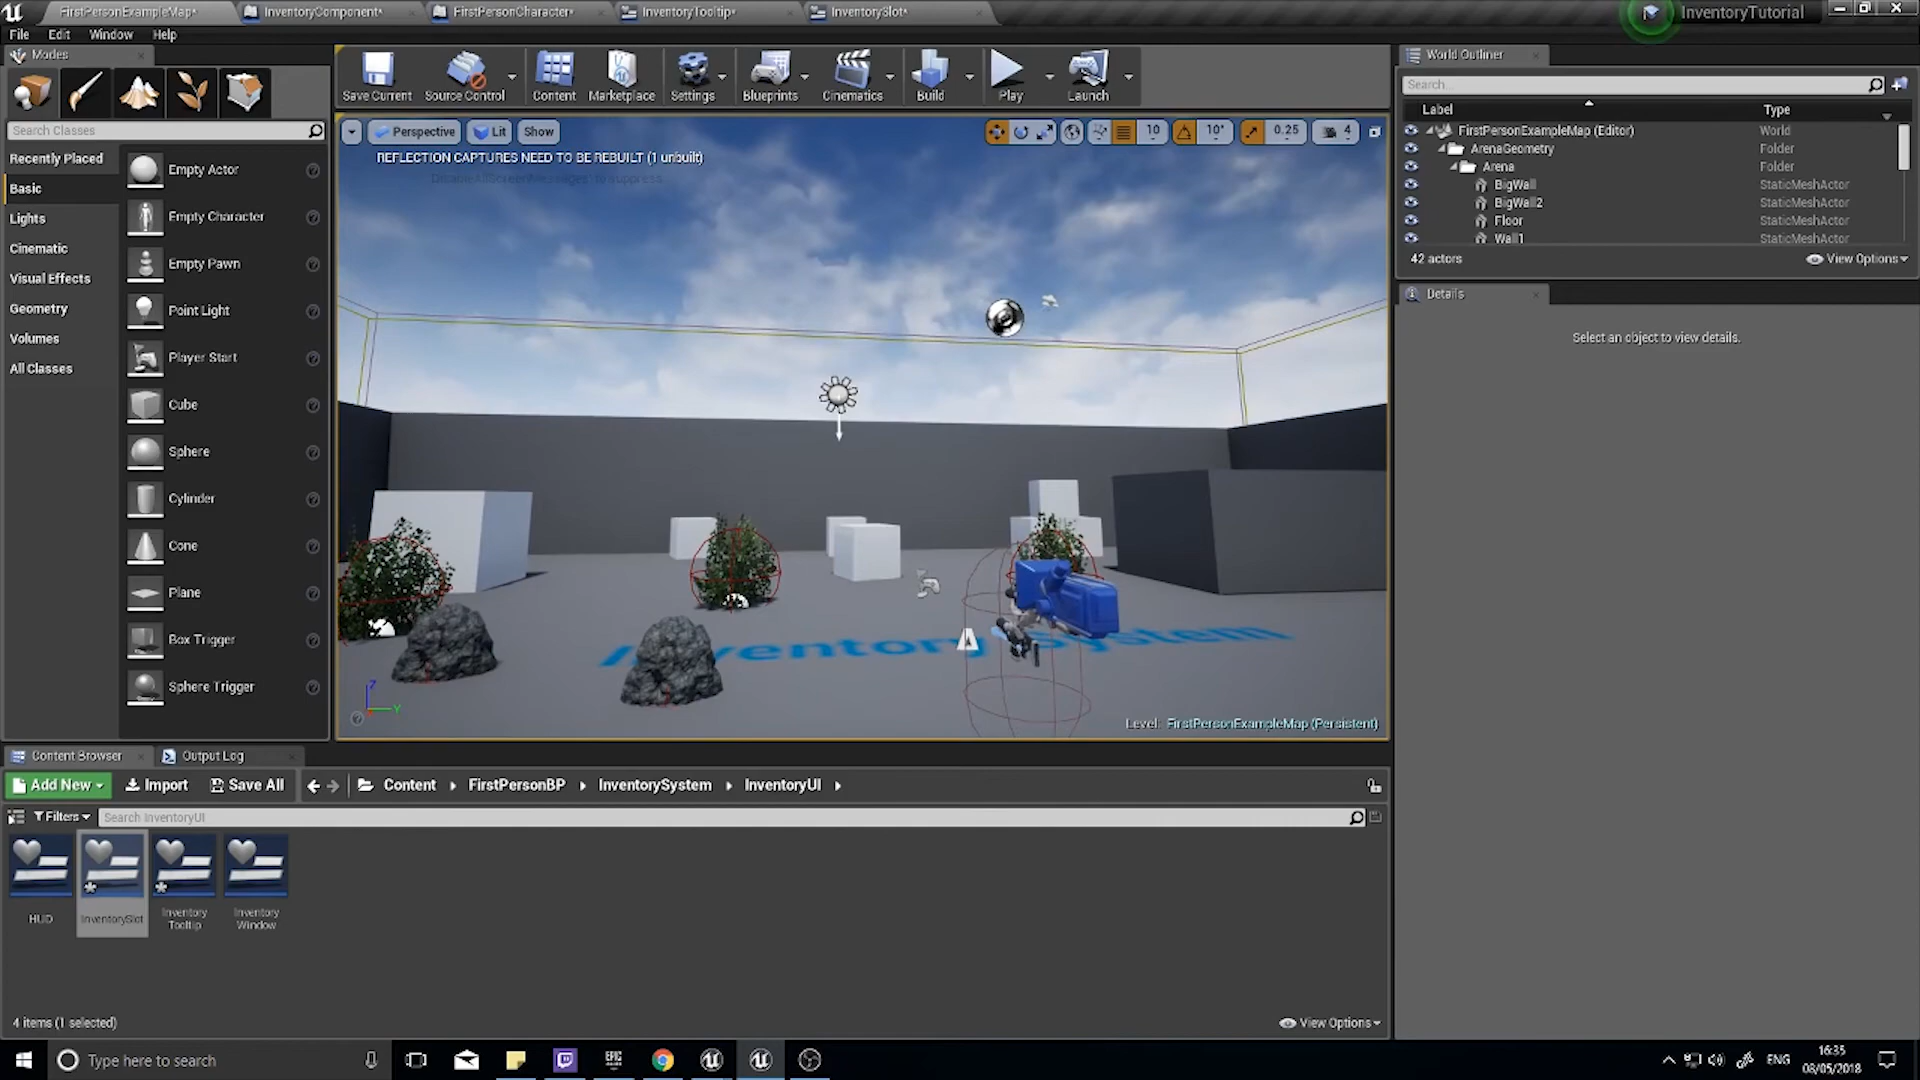 FirstPersonExampleMap*
InventoryComponent*
FirstPersonCharacter*
InventoryTooltip*
InventorySlot*
InventoryTutorial
File Edit Window Help
Modes
Search Classes
Recently Placed
Basic
Lights
Cinematic
Visual Effects
Geometry
Volumes
All Classes
Empty Actor
Empty Character
Empty Pawn
Point Light
Player Start
Cube
Sphere
Cylinder
Cone
Plane
Box Trigger
Sphere Trigger
Save Current
Source Control
Content
Marketplace
Settings
Blueprints
Cinematics
Build
Play
Launch
Perspective Lit Show
10 10° 0.25 4
REFLECTION CAPTURES NEED TO BE REBUILT (1 unbuilt)
'DisableAllScreenMessages' to suppress
Inventory System
Z
Y
Level: FirstPersonExampleMap (Persistent)
World Outliner
Search...
Label Type
FirstPersonExampleMap (Editor) World
ArenaGeometry Folder
Arena Folder
BigWall StaticMeshActor
BigWall2 StaticMeshActor
Floor StaticMeshActor
Wall1 StaticMeshActor
42 actors
View Options
Details
Select an object to view details.
Content Browser
Output Log
Add New Import Save All
Content FirstPersonBP InventorySystem InventoryUI
Filters Search InventoryUI
HUD
InventorySlot
Inventory
Tooltip
Inventory
Window
4 items (1 selected)
View Options
Type here to search
EPIC
ENG
16:35
08/05/2018